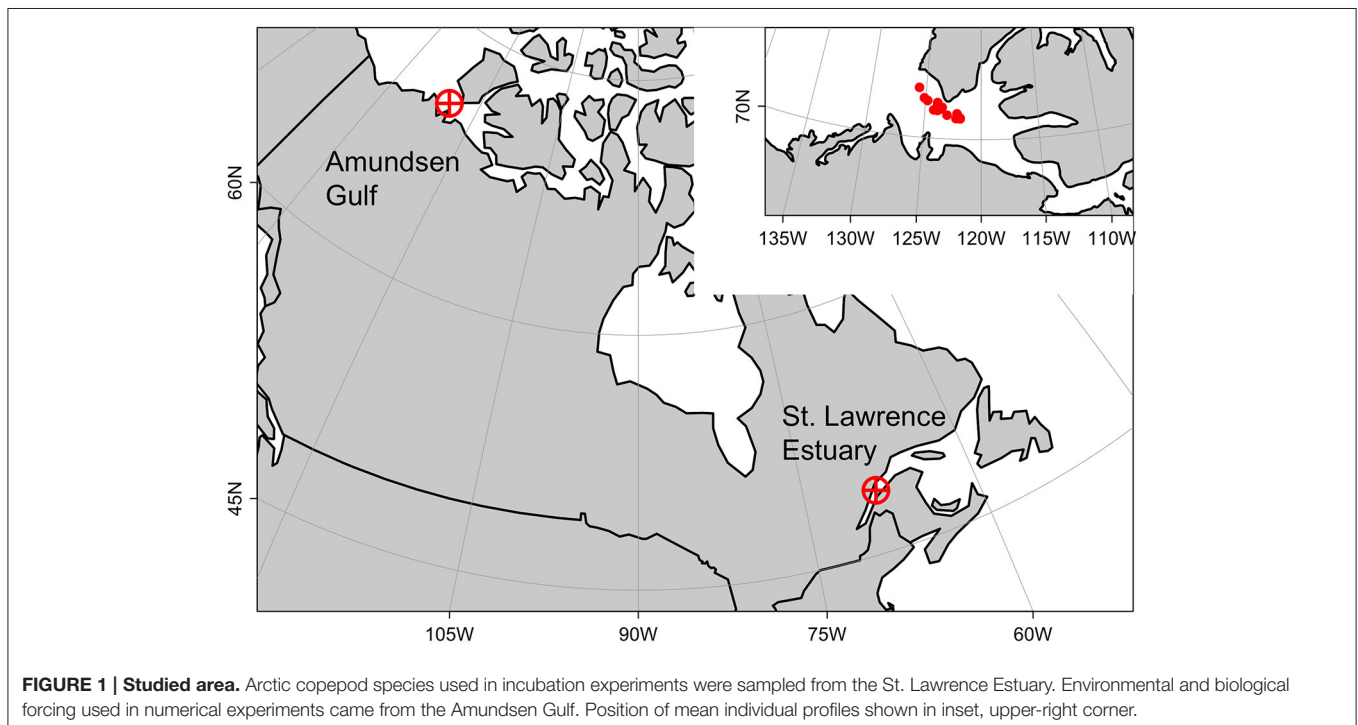 70N
135W 130W 125W 120W 115W 110W
Amundsen
Gulf
60N
St. Lawrence
Estuary
45N
105W 90W 75W 60W
FIGURE 1 | Studied area. Arctic copepod species used in incubation experiments were sampled from the St. Lawrence Estuary. Environmental and biological
forcing used in numerical experiments came from the Amundsen Gulf. Position of mean individual profiles shown in inset, upper-right corner.